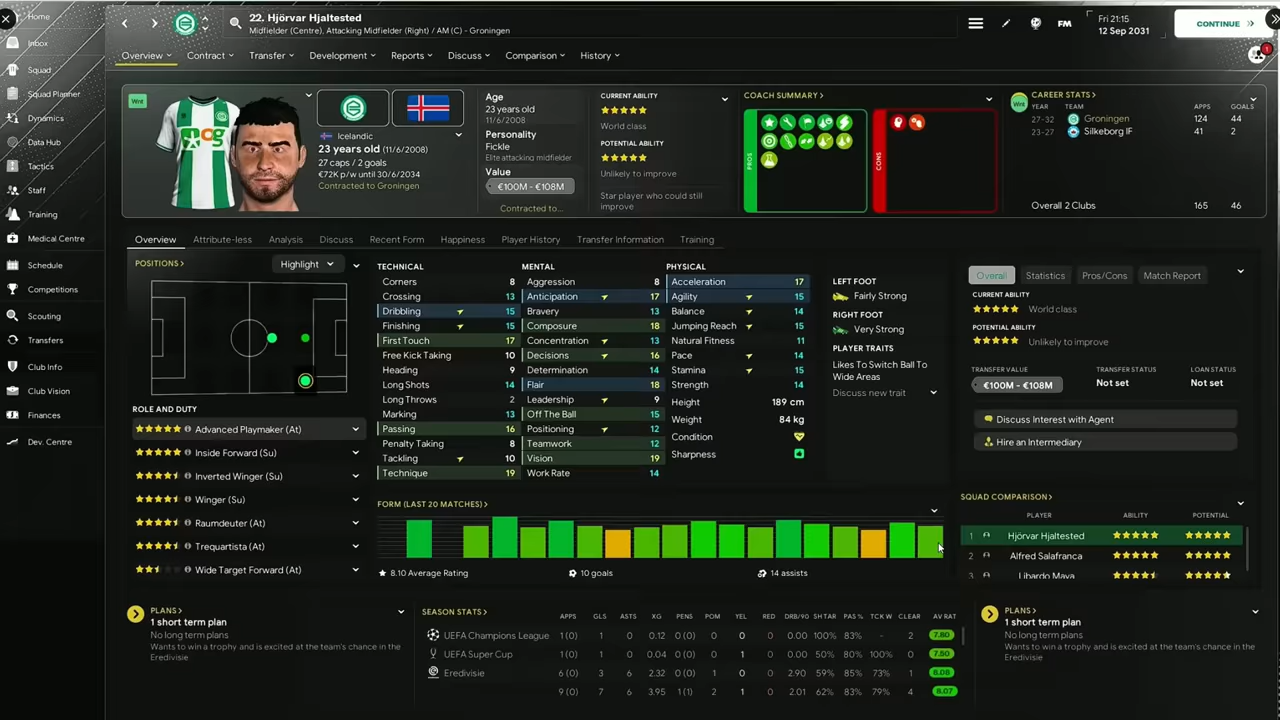 Home
Inbox
Squad
Squad Planner
Dynamics
Data Hub
Tactics
Staff
Training
Medical Centre
Schedule
Competitions
Scouting
Transfers
Club Info
Club Vision
Finances
Dev. Centre
22. Hjörvar Hjaltested
Midfielder (Centre), Attacking Midfielder (Right) / AM (C) - Groningen
FM
Fri 21:15
12 Sep 2031
CONTINUE
1
Overview Contract Transfer Development Reports Discuss Comparison History
Wnt
Icelandic
23 years old (11/6/2008)
27 caps / 2 goals
€72K p/w until 30/6/2034
Contracted to Groningen
Age
23 years old
11/6/2008
Personality
Fickle
Elite attacking midfielder
Value
€100M - €108M
Contracted to...
CURRENT ABILITY
World class
POTENTIAL ABILITY
Unlikely to improve
Star player who could still
improve
COACH SUMMARY
PROS
CONS
Wnt
CAREER STATS
YEAR TEAM APPS GOALS
27-32 Groningen 124 44
23-27 Silkeborg IF 41 2
Overall 2 Clubs 165 46
Overview Attribute-less Analysis Discuss Recent Form Happiness Player History Transfer Information Training
POSITIONS
Highlight
ROLE AND DUTY
Advanced Playmaker (At)
Inside Forward (Su)
Inverted Winger (Su)
Winger (Su)
Raumdeuter (At)
Trequartista (At)
Wide Target Forward (At)
TECHNICAL
Corners 8
Crossing 13
Dribbling 15
Finishing 15
First Touch 17
Free Kick Taking 10
Heading 9
Long Shots 14
Long Throws 2
Marking 13
Passing 16
Penalty Taking 8
Tackling 10
Technique 19
MENTAL
Aggression 8
Anticipation 17
Bravery 13
Composure 18
Concentration 13
Decisions 16
Determination 14
Flair 18
Leadership 9
Off The Ball 15
Positioning 12
Teamwork 12
Vision 19
Work Rate 14
PHYSICAL
Acceleration 17
Agility 15
Balance 14
Jumping Reach 15
Natural Fitness 11
Pace 14
Stamina 15
Strength 14
Height 189 cm
Weight 84 kg
Condition
Sharpness
LEFT FOOT
Fairly Strong
RIGHT FOOT
Very Strong
PLAYER TRAITS
Likes To Switch Ball To
Wide Areas
Discuss new trait
Overall Statistics Pros/Cons Match Report
CURRENT ABILITY
World class
POTENTIAL ABILITY
Unlikely to improve
TRANSFER VALUE TRANSFER STATUS LOAN STATUS
€100M - €108M Not set Not set
Discuss Interest with Agent
Hire an Intermediary
FORM (LAST 20 MATCHES)
8.10 Average Rating 10 goals 14 assists
SQUAD COMPARISON
PLAYER ABILITY POTENTIAL
1 Hjörvar Hjaltested
2 Alfred Salafranca
3 Libardo Maya
PLANS
1 short term plan
No long term plans
Wants to win a trophy and is excited at the team's chance in the
Eredivisie
SEASON STATS APPS GLS ASTS XG PENS POM YEL RED DRB/90 SH TAR PAS % TCK W CLEAR AV RAT
UEFA Champions League 1 (0) 1 0 0.12 0 (0) 0 0 0 0.00 100% 83% - 2 7.80
UEFA Super Cup 1 (0) 1 0 0.04 0 (0) 0 1 0 0.00 50% 80% 100% 0 7.50
Eredivisie 6 (0) 3 6 2.32 0 (0) 1 0 0 2.90 59% 85% 73% 1 8.08
9 (0) 7 6 3.95 1 (1) 2 1 0 2.01 62% 83% 79% 4 8.07
PLANS
1 short term plan
No long term plans
Wants to win a trophy and is excited at the team's chance in the
Eredivisie